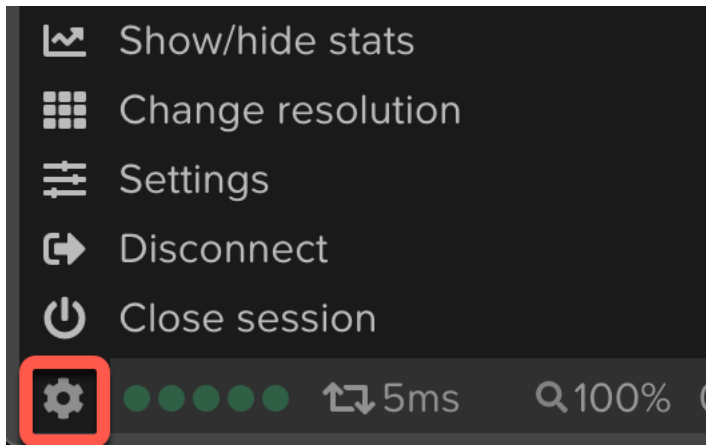 Show/hide stats
Change resolution
Settings
Disconnect
Close session
5ms 100%